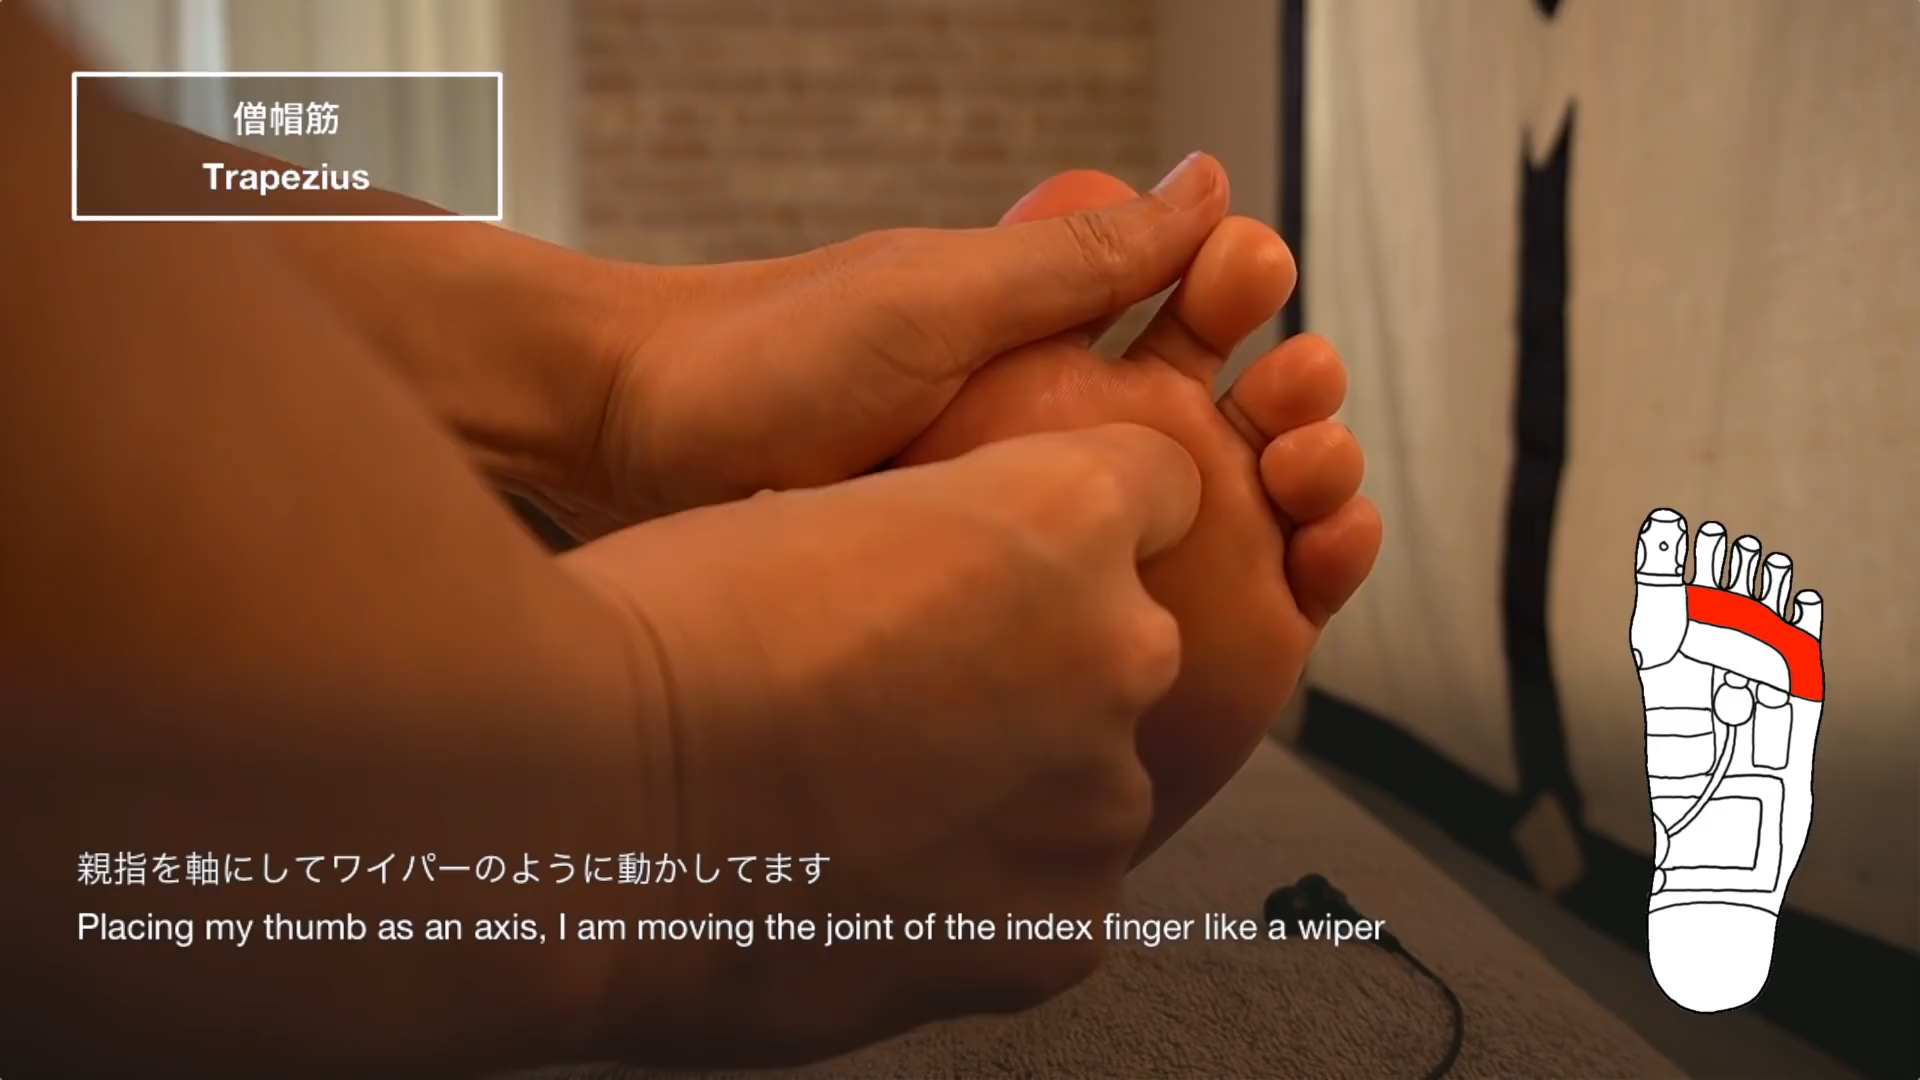 僧帽筋
Trapezius
親指を軸にしてワイパーのように動かしてます
Placing my thumb as an axis, I am moving the joint of the index finger like a wiper